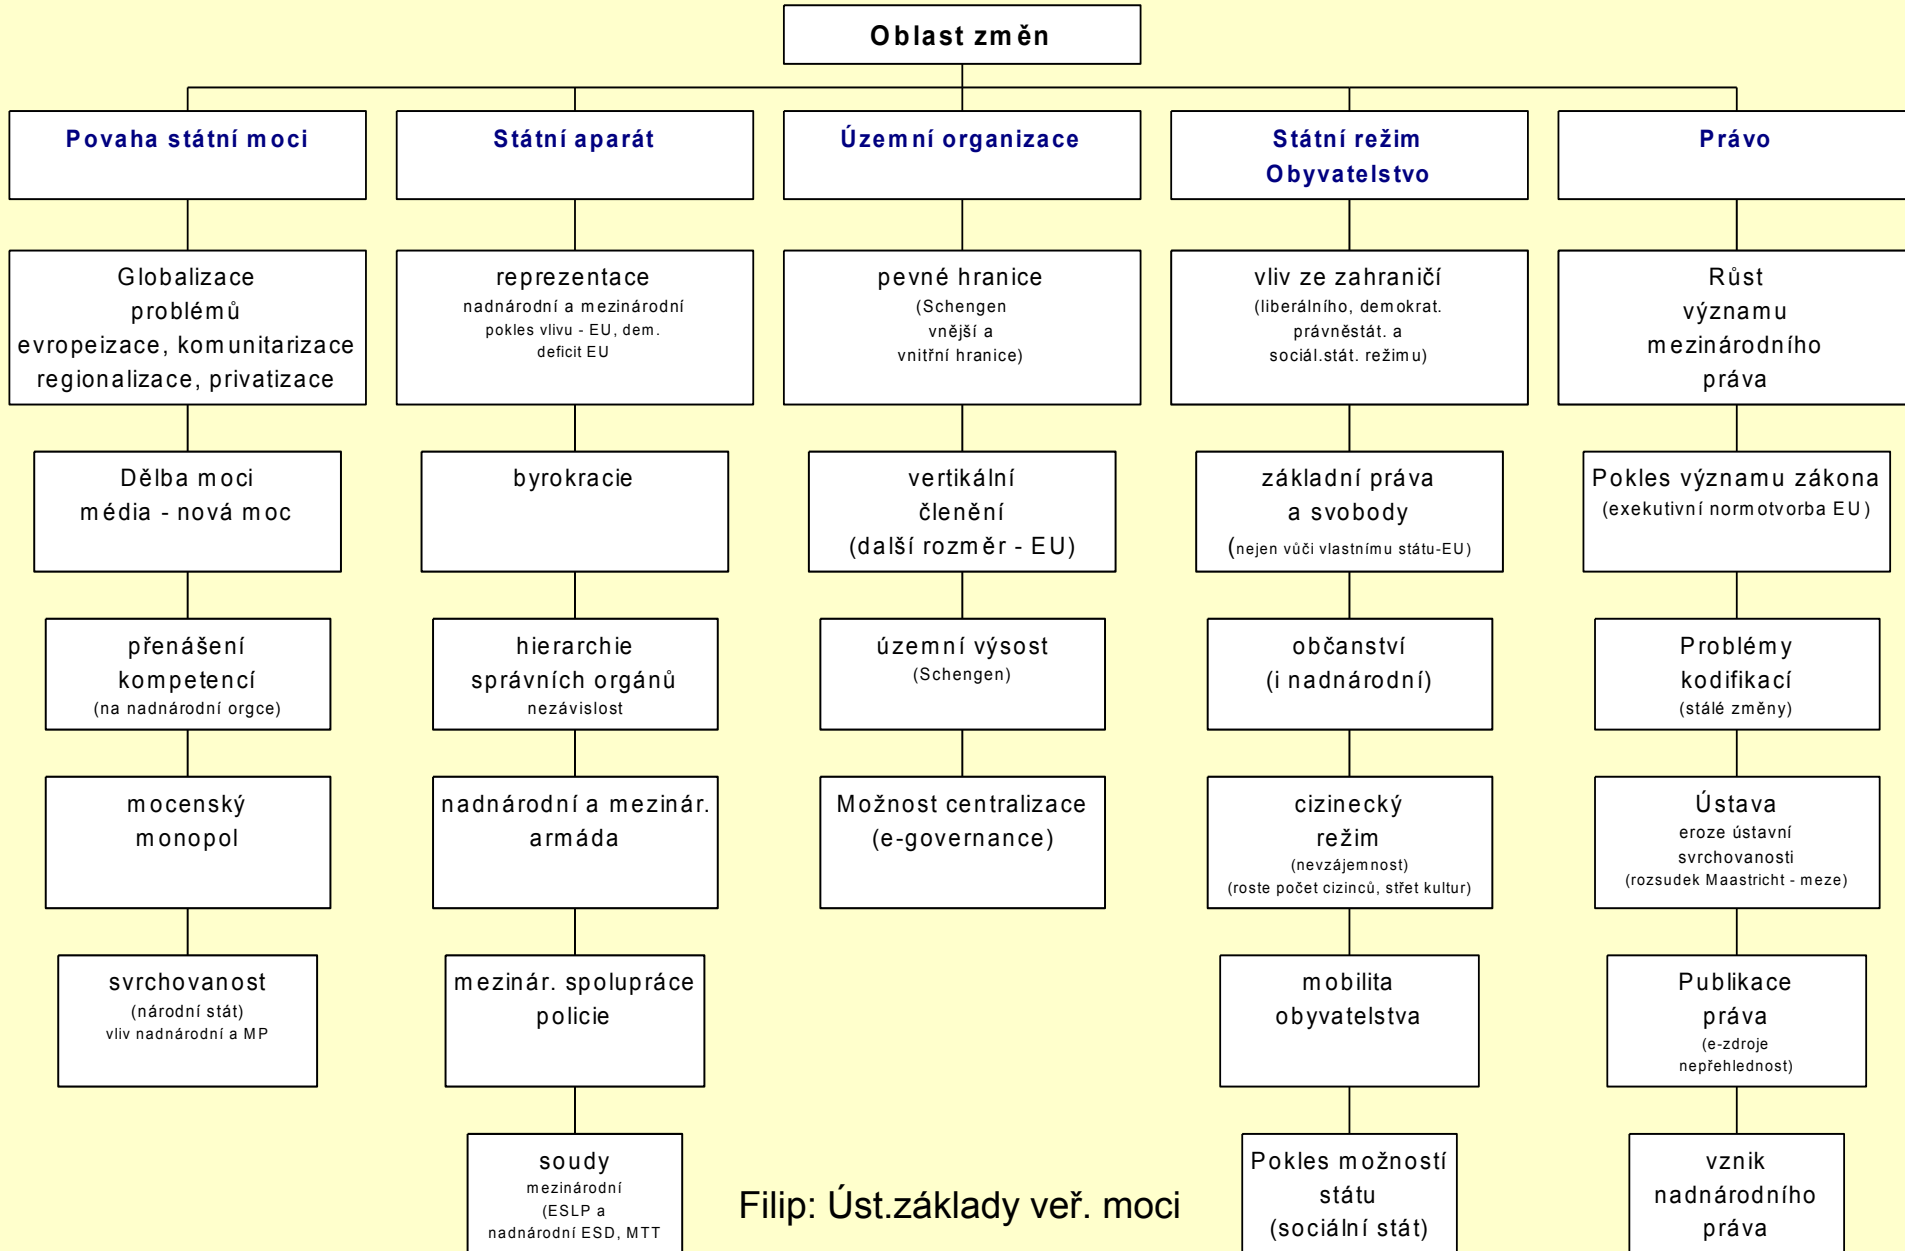 Oblast změn
Povaha státní moci
Globalizace
problémů
evropeizace, komunitarizace
regionalizace, privatizace
Dělba moci
média - nová moc
přenášení
kompetencí
(na nadnárodní orgce)
mocenský
monopol
svrchovanost
(národní stát)
vliv nadnárodní a MP
Státní aparát
reprezentace
nadnárodní a mezinárodní
pokles vlivu - EU, dem.
deficit EU
byrokracie
hierarchie
správních orgánů
nezávislost
nadnárodní a mezinár.
armáda
mezinár. spolupráce
policie
soudy
mezinárodní
(ESLP a
nadnárodní ESD, MTT
Územní organizace
pevné hranice
(Schengen
vnější a
vnitřní hranice)
vertikální
členění
(další rozměr - EU)
územní výsost
(Schengen)
Možnost centralizace
(e-governance)
Státní režim
Obyvatelstvo
vliv ze zahraničí
(liberálního, demokrat.
právněstát. a
sociál.stát. režimu)
základní práva
a svobody
(nejen vůči vlastnímu státu-EU)
občanství
(i nadnárodní)
cizinecký
režim
(nevzájemnost)
(roste počet cizinců, střet kultur)
mobilita
obyvatelstva
Pokles možností
státu
(sociální stát)
Právo
Růst
významu
mezinárodního
práva
Pokles významu zákona
(exekutivní normotvorba EU)
Problémy
kodifikací
(stálé změny)
Ústava
eroze ústavní
svrchovanosti
(rozsudek Maastricht - meze)
Publikace
práva
(e-zdroje
nepřehlednost)
vznik
nadnárodního
práva
Filip: Úst.základy veř. moci